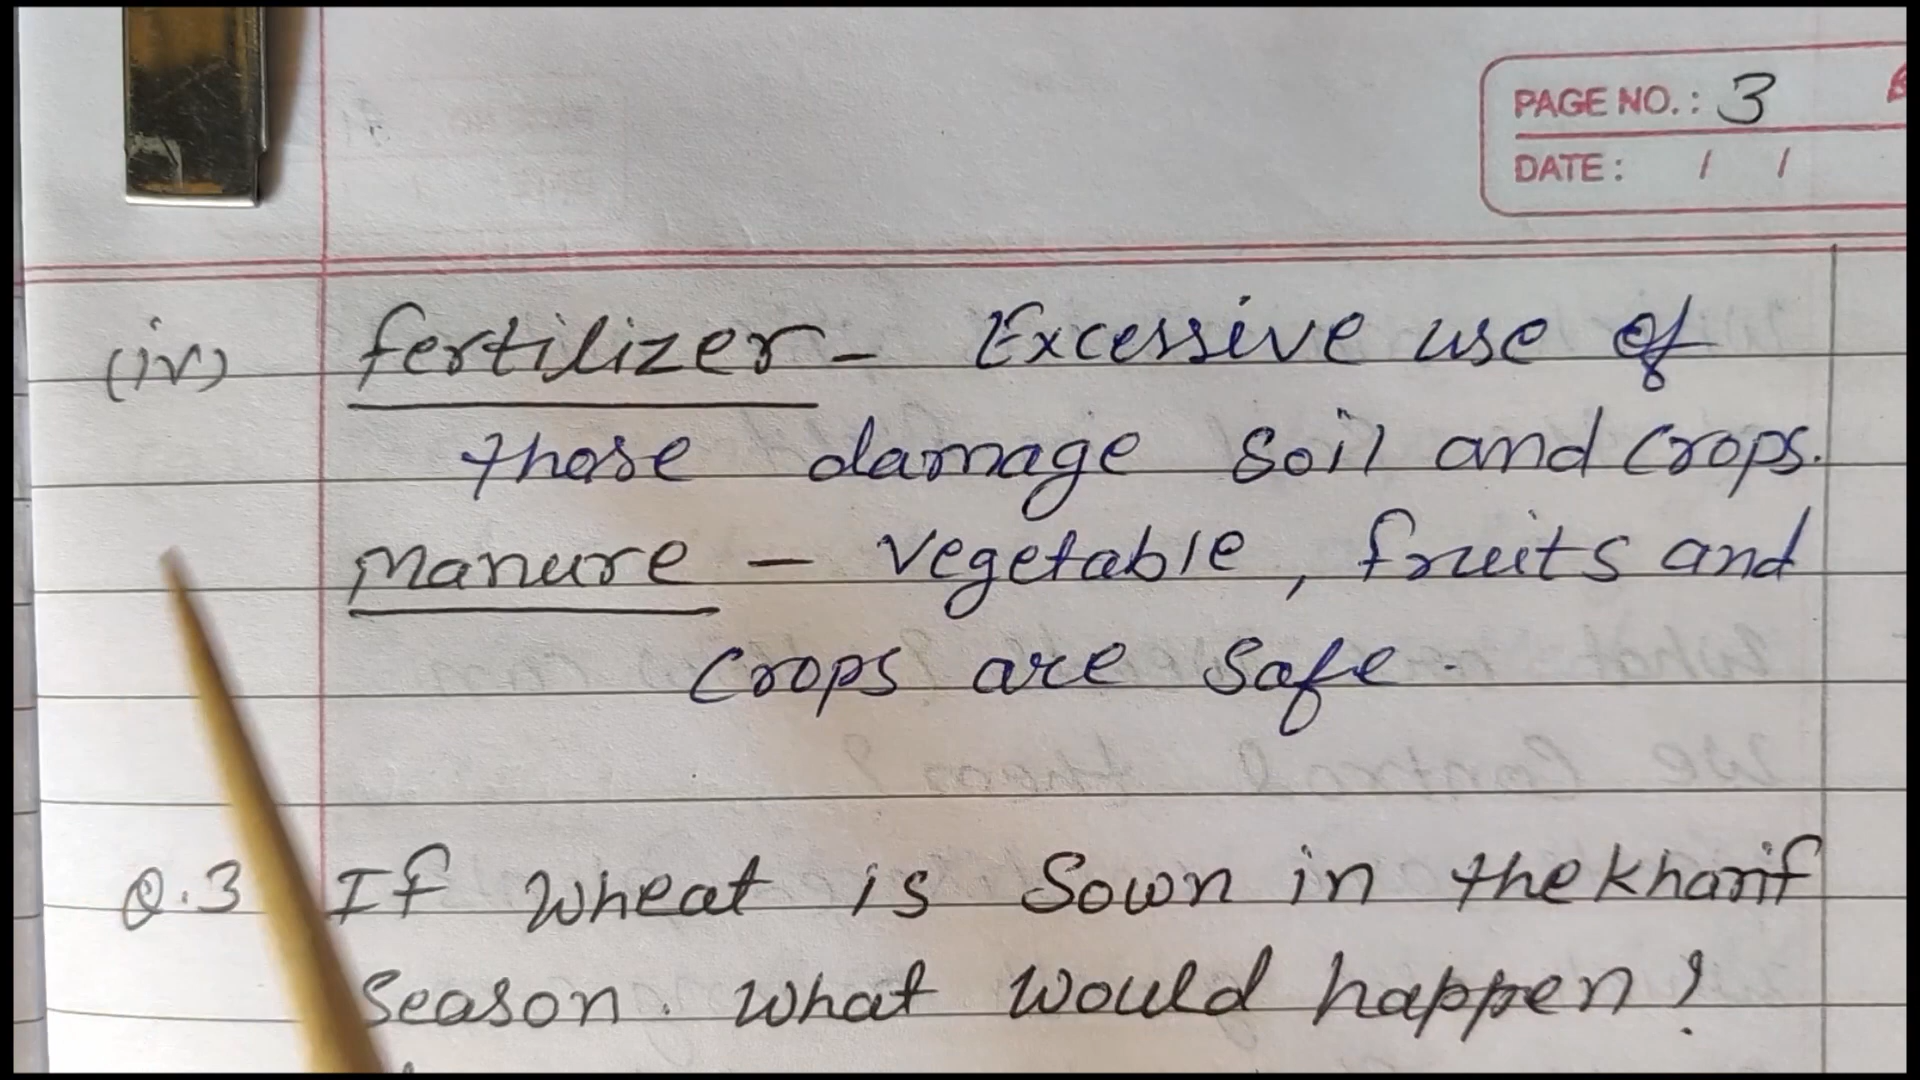 PAGE NO.: 3
DATE: / /
(iv) fertilizer - Excessive use of
those damage soil and crops.
Manure - vegetable, fruits and
crops are safe.
Q.3 If wheat is sown in the kharif
season. what would happen?